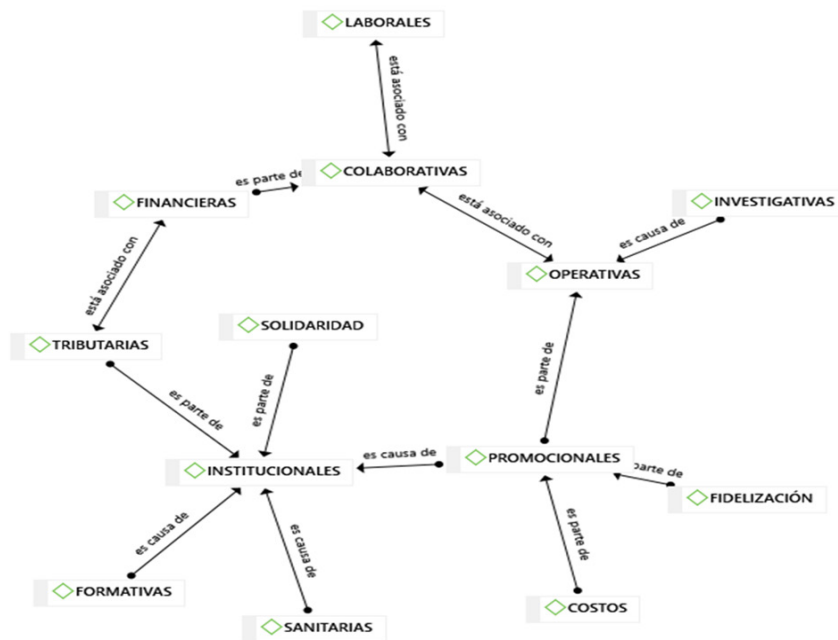 LABORALES
está asociado con
COLABORATIVAS
es parte de
FINANCIERAS
INVESTIGATIVAS
está asociado con
es causa de
está asociado con
OPERATIVAS
SOLIDARIDAD
TRIBUTARIAS
es parte de
es parte de
es parte de
es causa de
PROMOCIONALES
INSTITUCIONALES
parte de
FIDELIZACIÓN
es causa de
es causa de
es parte de
FORMATIVAS
COSTOS
SANITARIAS